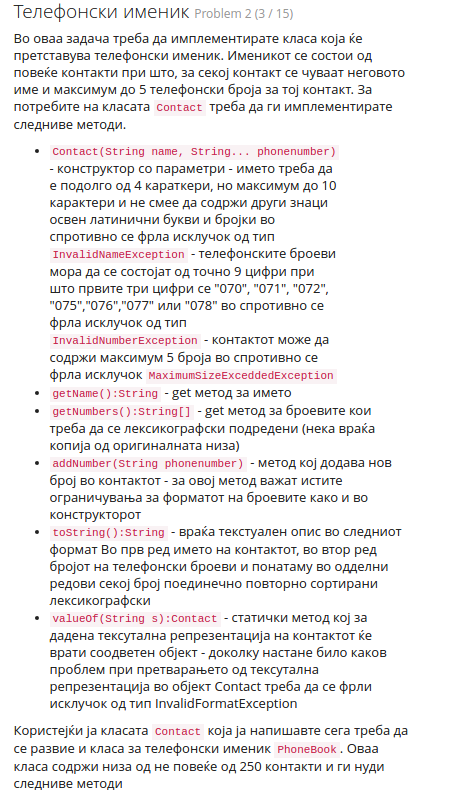 Телефонски именик Problem 2 (3 / 15)
Во оваа задача треба да имплементирате класа која ќе
претставува телефонски именик. Именикот се состои од
повеќе контакти при што, за секој контакт се чуваат неговото
име и максимум до 5 телефонски броја за тој контакт. За
потребите на класата Contact треба да ги имплементирате
следниве методи.
Contact(String name, String... phonenumber)
- конструктор со параметри - името треба да
е подолго од 4 караткери, но максимум до 10
карактери и не смее да содржи други знаци
освен латинични букви и бројки во
спротивно се фрла исклучок од тип
InvalidNameException - телефонските броеви
мора да се состојат од точно 9 цифри при
што првите три цифри се "070", "071", "072",
"075","076","077" или "078" во спротивно се
фрла исклучок од тип
InvalidNumberException - контактот може да
содржи максимум 5 броја во спротивно се
фрла исклучок MaximumSizeExceddedException
getName():String - get метод за името
getNumbers():String[] - get метод за броевите кои
треба да се лексикографски подредени (нека враќа
копија од оригиналната низа)
addNumber(String phonenumber) - метод кој додава нов
број во контактот - за овој метод важат истите
ограничувања за форматот на броевите како и во
конструкторот
toString():String - враќа текстуален опис во следниот
формат Во прв ред името на контактот, во втор ред
бројот на телефонски броеви и понатаму во одделни
редови секој број поединечно повторно сортирани
лексикографски
valueOf(String s):Contact - статички метод кој за
дадена тексутална репрезентација на контактот ќе
врати соодветен објект - доколку настане било каков
проблем при претварањето од тексутална
репрезентација во објект Contact треба да се фрли
исклучок од тип InvalidFormatException
Користејќи ја класата Contact која ја напишавте сега треба да
се развие и класа за телефонски именик PhoneBook. Оваа
класа содржи низа од не повеќе од 250 контакти и ги нуди
следниве методи